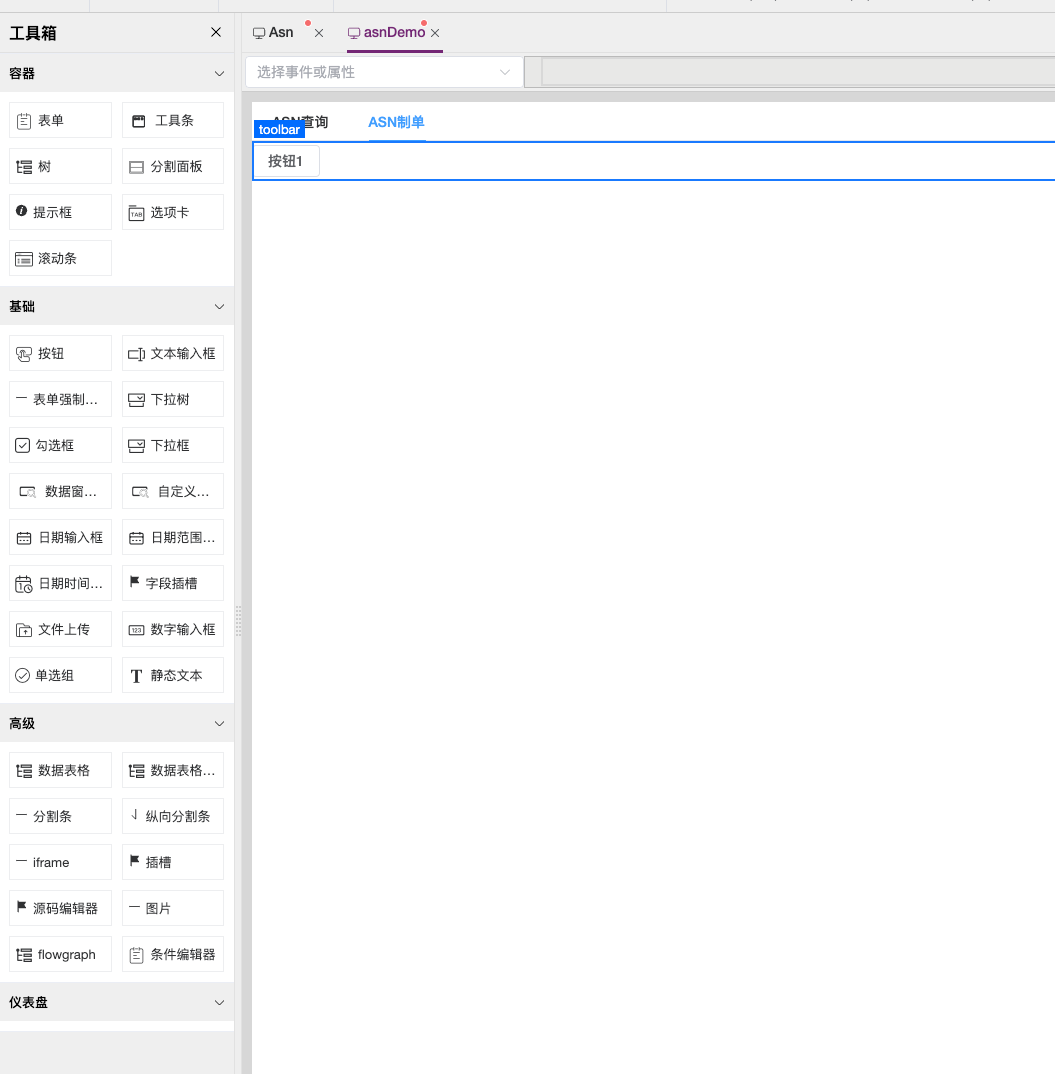 工具箱
Asn
asnDemo
选择事件或属性
容器
表单
工具条
树
分割面板
提示框
TAB
选项卡
滚动条
基础
按钮
文本输入框
表单强制...
下拉树
勾选框
下拉框
数据窗...
自定义...
日期输入框
日期范围...
日期时间...
字段插槽
文件上传
123
数字输入框
单选组
T
静态文本
高级
数据表格
数据表格...
分割条
纵向分割条
iframe
插槽
源码编辑器
图片
flowgraph
条件编辑器
仪表盘
ASN查询
ASN制单
toolbar
按钮1